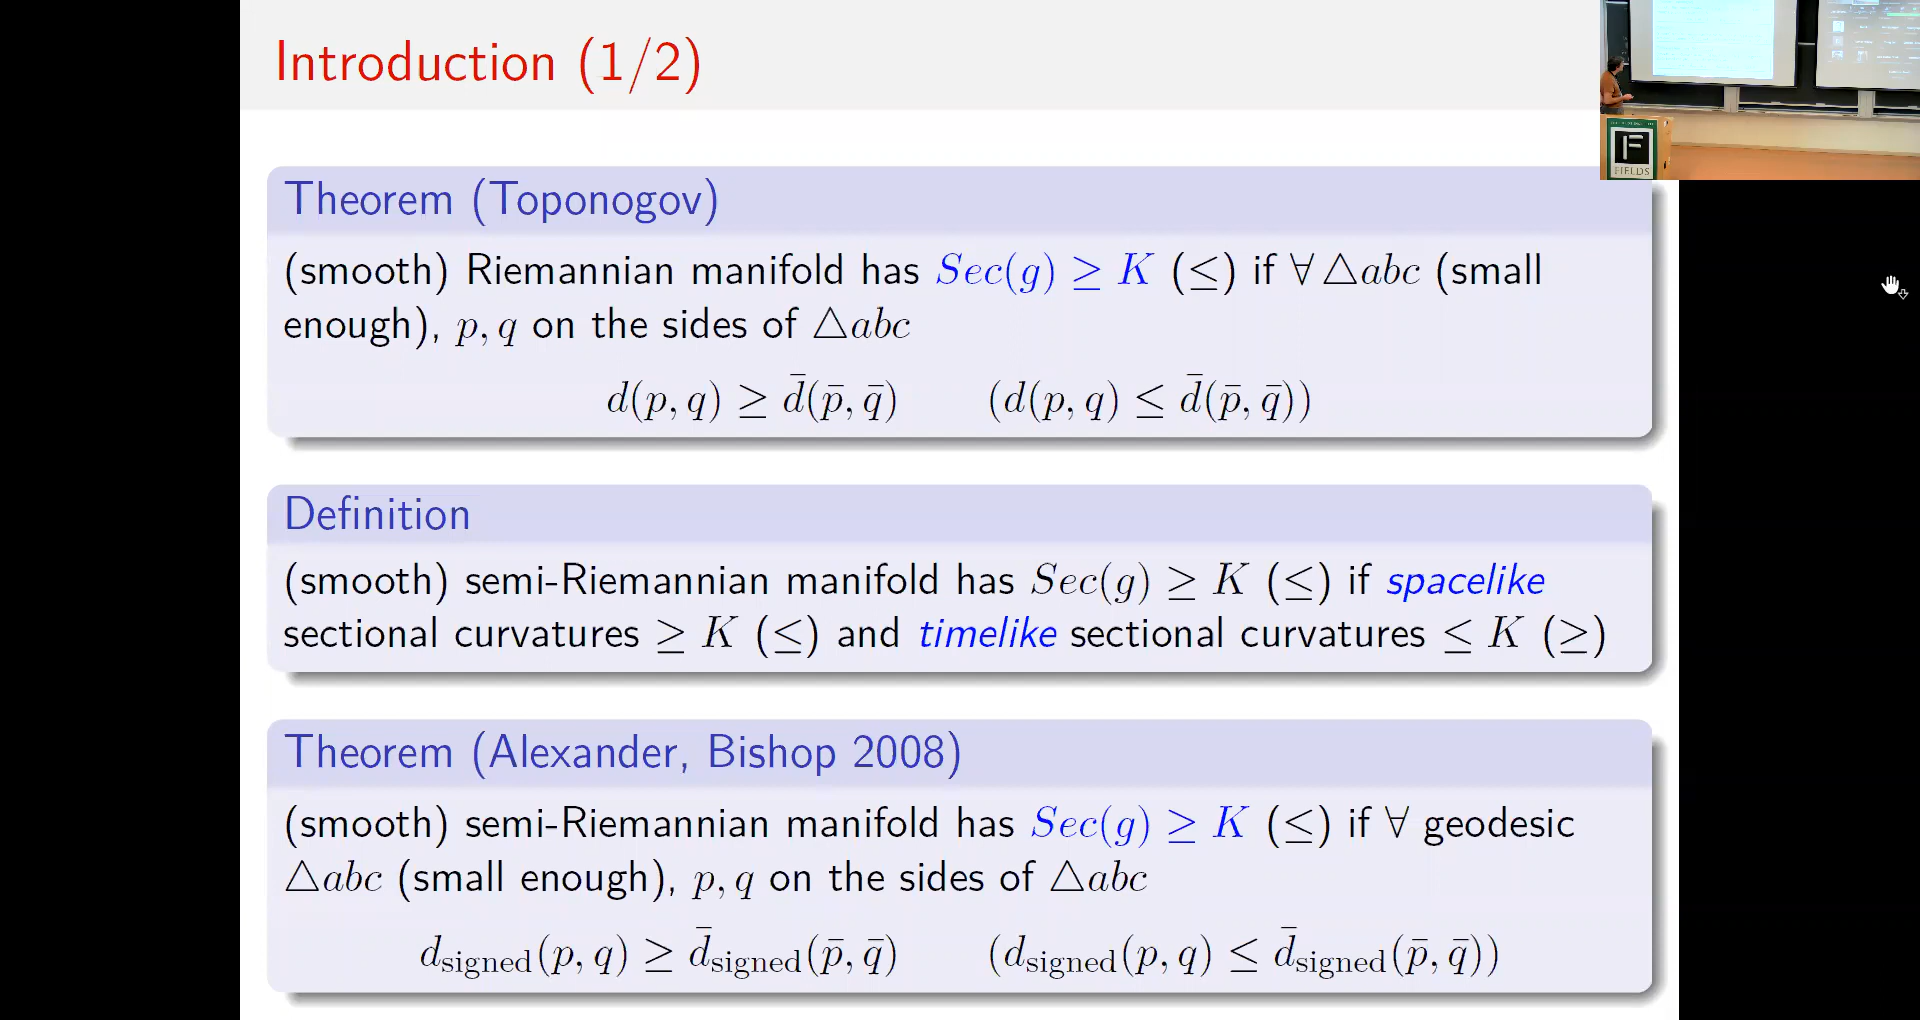 Introduction (1/2)
Theorem (Toponogov)
(smooth) Riemannian manifold has Sec(g) ≥ K (≤) if ∀ △abc (small
enough), p, q on the sides of △abc
d(p, q) ≥ d̄(p̄, q̄) (d(p, q) ≤ d̄(p̄, q̄))
Definition
(smooth) semi-Riemannian manifold has Sec(g) ≥ K (≤) if spacelike
sectional curvatures ≥ K (≤) and timelike sectional curvatures ≤ K (≥)
Theorem (Alexander, Bishop 2008)
(smooth) semi-Riemannian manifold has Sec(g) ≥ K (≤) if ∀ geodesic
△abc (small enough), p, q on the sides of △abc
d_signed(p, q) ≥ d̄_signed(p̄, q̄) (d_signed(p, q) ≤ d̄_signed(p̄, q̄))
F
FIELDS